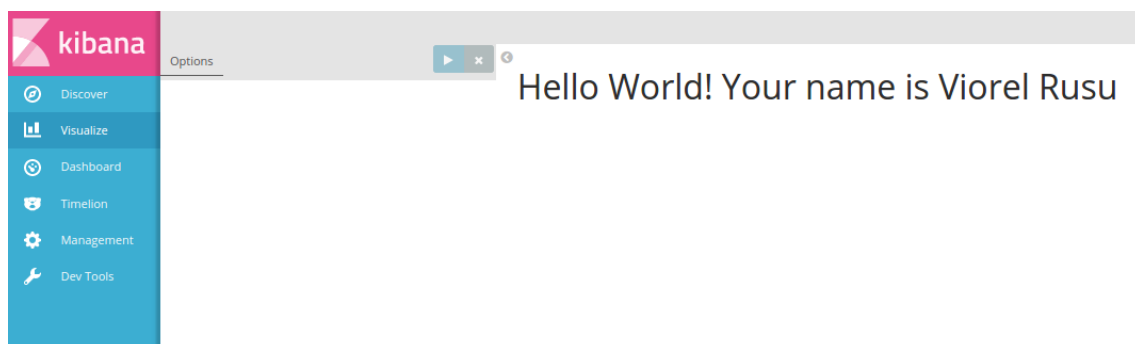 kibana
Options
Hello World! Your name is Viorel Rusu
Discover
Visualize
Dashboard
Timelion
Management
Dev Tools